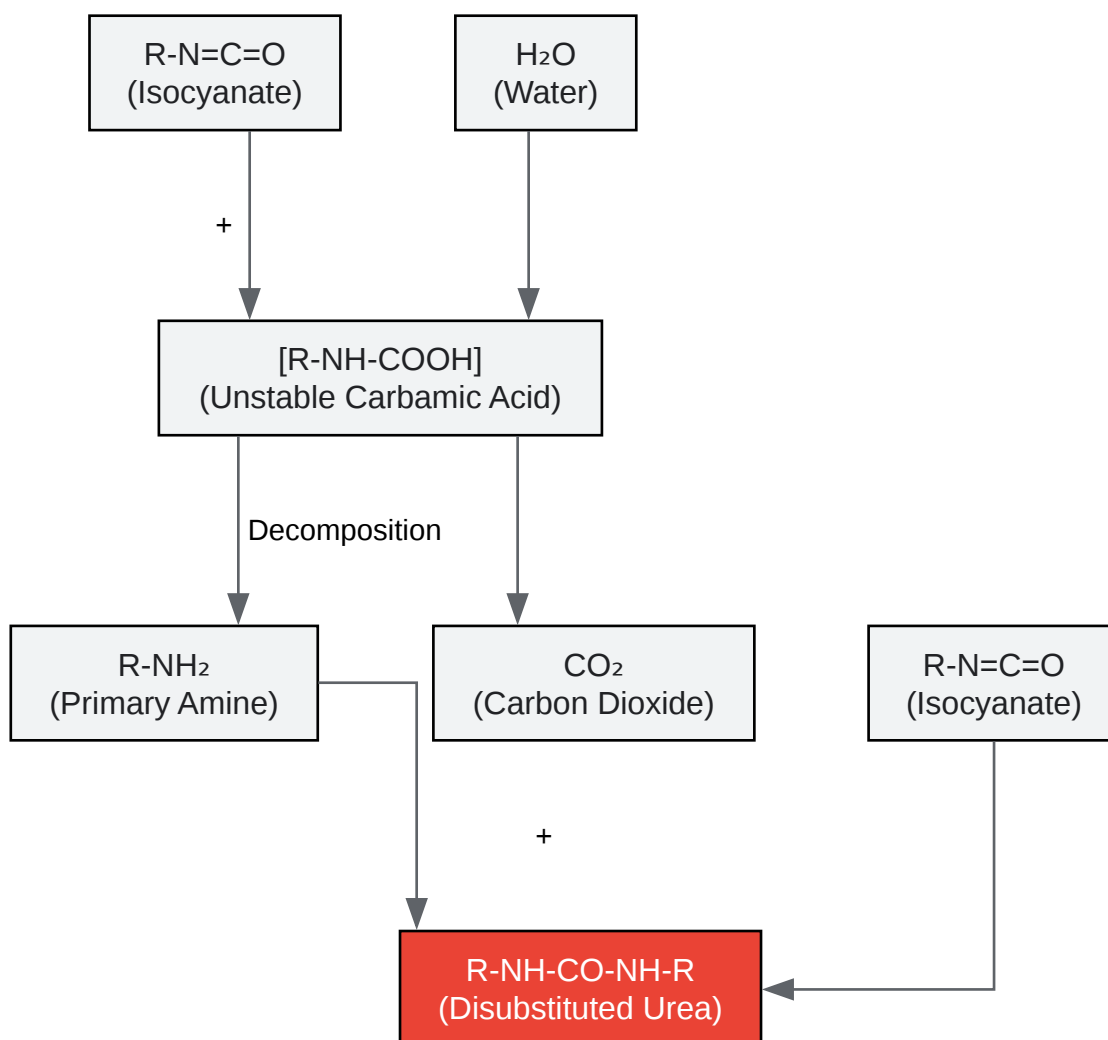 R-N=C=O
(Isocyanate)
H₂O
(Water)
+
[R-NH-COOH]
(Unstable Carbamic Acid)
Decomposition
R-NH₂
(Primary Amine)
CO₂
(Carbon Dioxide)
R-N=C=O
(Isocyanate)
+
R-NH-CO-NH-R
(Disubstituted Urea)